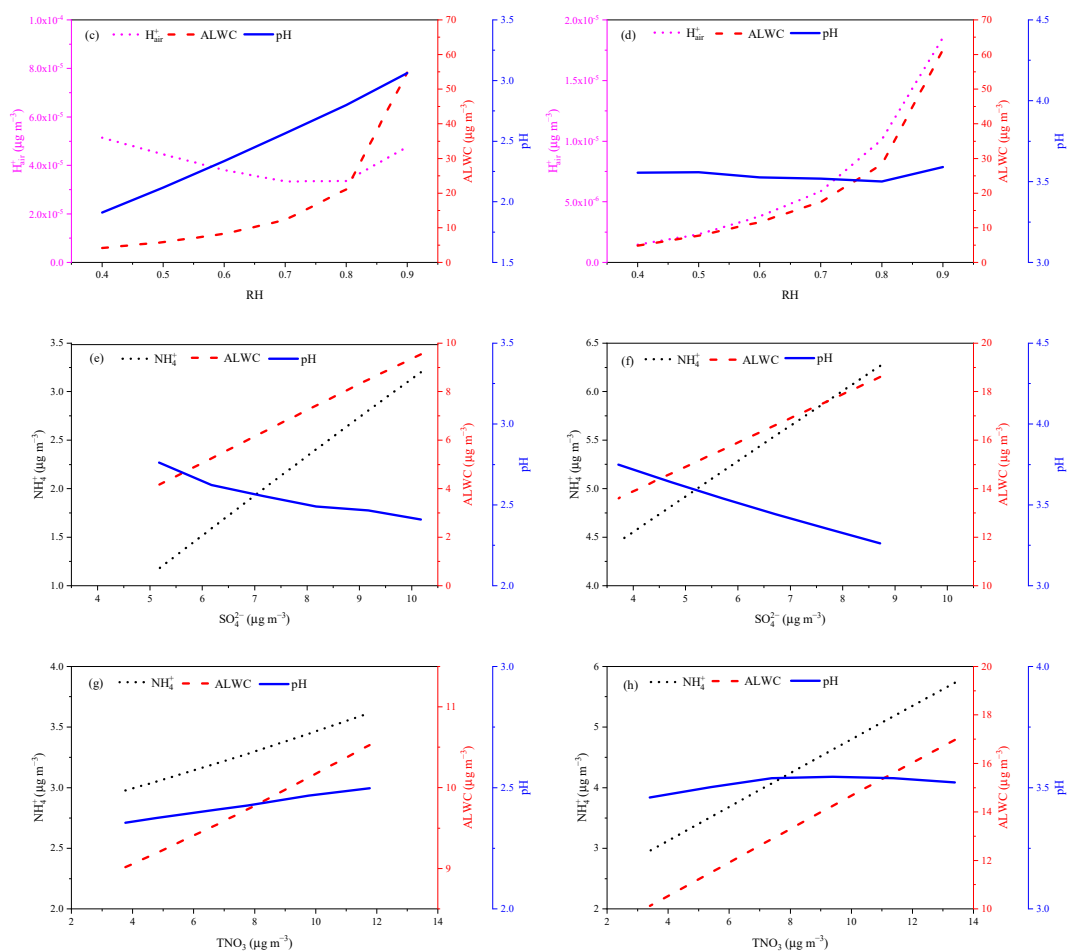 (c) H⁺air ALWC pH
1.0x10⁻⁴
8.0x10⁻⁵
6.0x10⁻⁵
4.0x10⁻⁵
2.0x10⁻⁵
0.0
H⁺air (µg m⁻³)
0.4 0.5 0.6 0.7 0.8 0.9
RH
70
60
50
40
30
20
10
0
ALWC (µg m⁻³)
3.5
3.0
2.5
2.0
1.5
pH
(d) H⁺air ALWC pH
2.0x10⁻⁵
1.5x10⁻⁵
1.0x10⁻⁵
5.0x10⁻⁶
0.0
H⁺air (µg m⁻³)
0.4 0.5 0.6 0.7 0.8 0.9
RH
70
60
50
40
30
20
10
0
ALWC (µg m⁻³)
4.5
4.0
3.5
3.0
pH
(e) NH₄⁺ ALWC pH
3.5
3.0
2.5
2.0
1.5
1.0
NH₄⁺ (µg m⁻³)
4 5 6 7 8 9 10
SO₄²⁻ (µg m⁻³)
10
8
6
4
2
0
ALWC (µg m⁻³)
3.5
3.0
2.5
2.0
pH
(f) NH₄⁺ ALWC pH
6.5
6.0
5.5
5.0
4.5
4.0
NH₄⁺ (µg m⁻³)
4 5 6 7 8 9 10
SO₄²⁻ (µg m⁻³)
20
18
16
14
12
10
ALWC (µg m⁻³)
4.5
4.0
3.5
3.0
pH
(g) NH₄⁺ ALWC pH
4.0
3.5
3.0
2.5
2.0
NH₄⁺ (µg m⁻³)
2 4 6 8 10 12 14
TNO₃ (µg m⁻³)
11
10
9
ALWC (µg m⁻³)
3.0
2.5
2.0
pH
(h) NH₄⁺ ALWC pH
6
5
4
3
2
NH₄⁺ (µg m⁻³)
2 4 6 8 10 12 14
TNO₃ (µg m⁻³)
20
18
16
14
12
10
ALWC (µg m⁻³)
4.0
3.5
3.0
pH